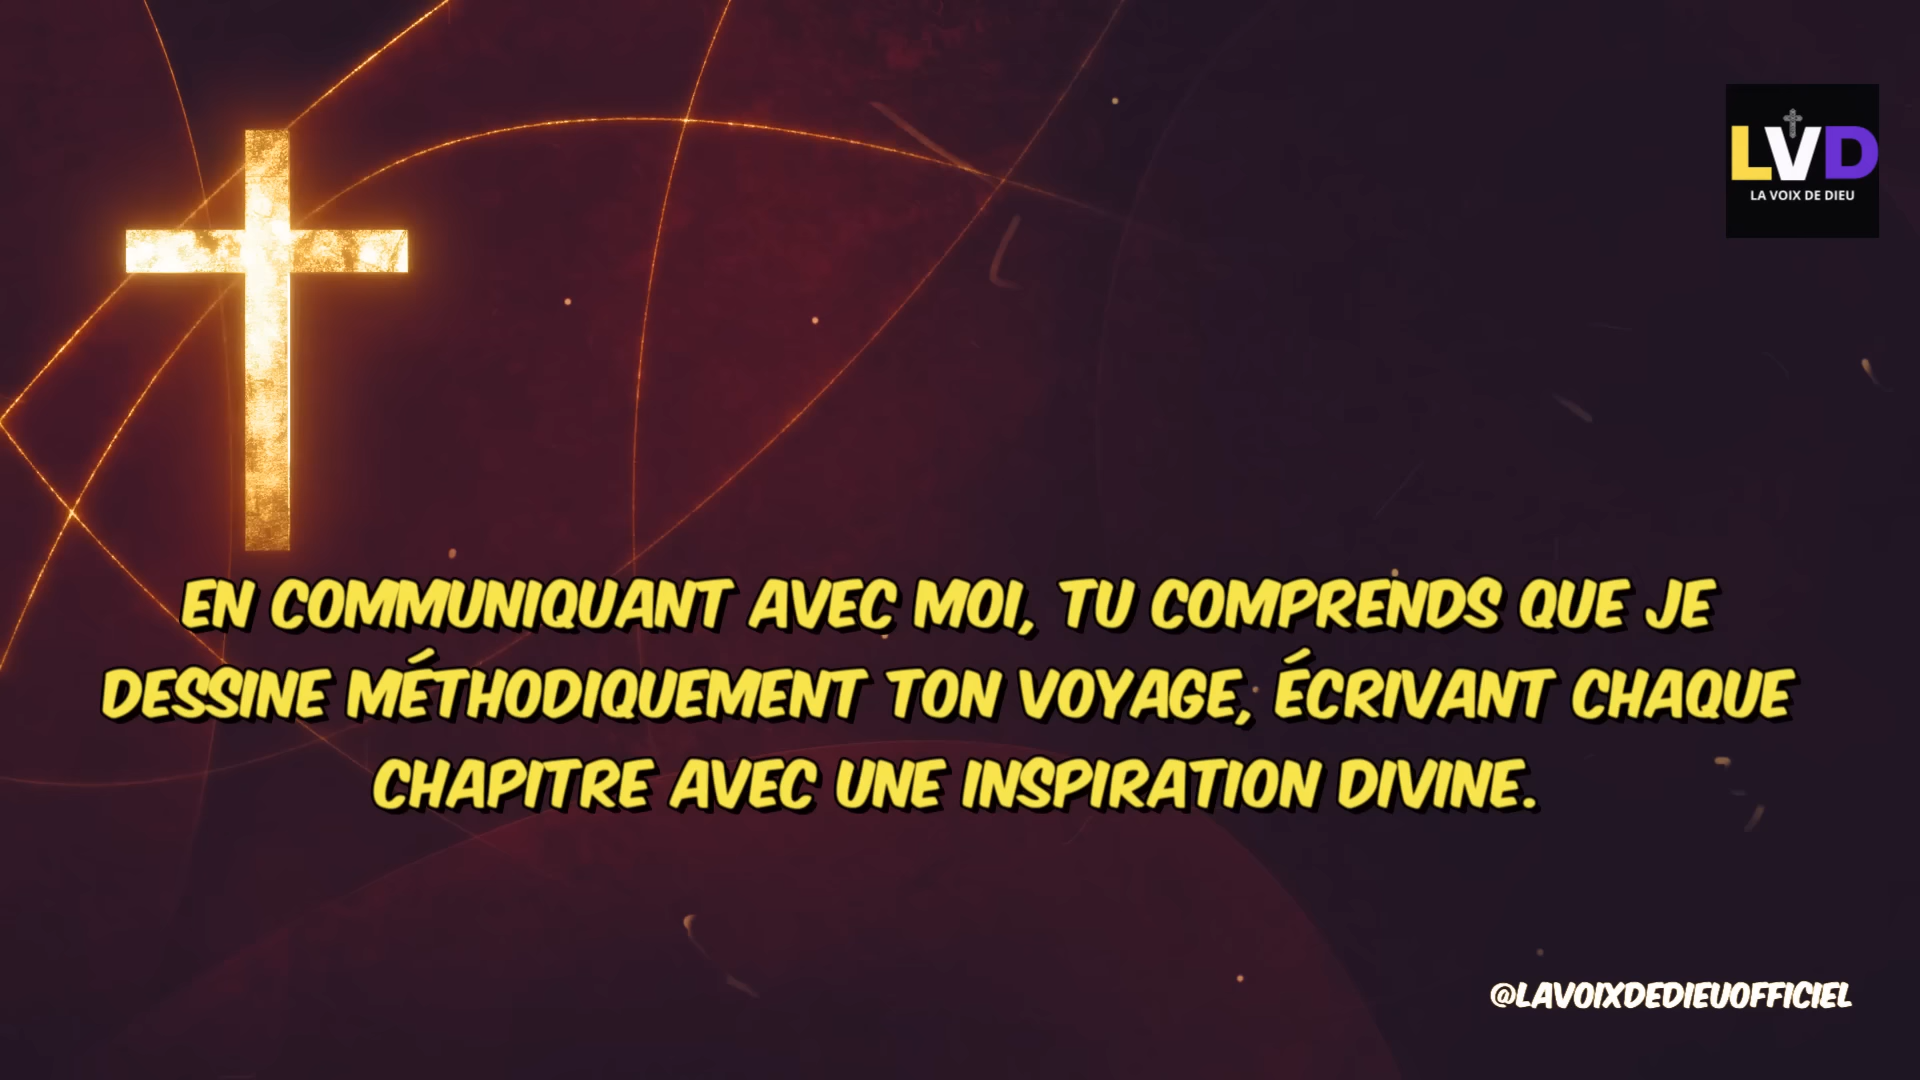 LVD
LA VOIX DE DIEU
EN COMMUNIQUANT AVEC MOI, TU COMPRENDS QUE JE
DESSINE MÉTHODIQUEMENT TON VOYAGE, ÉCRIVANT CHAQUE
CHAPITRE AVEC UNE INSPIRATION DIVINE.
@LAVOIXDEDIEUOFFICIEL